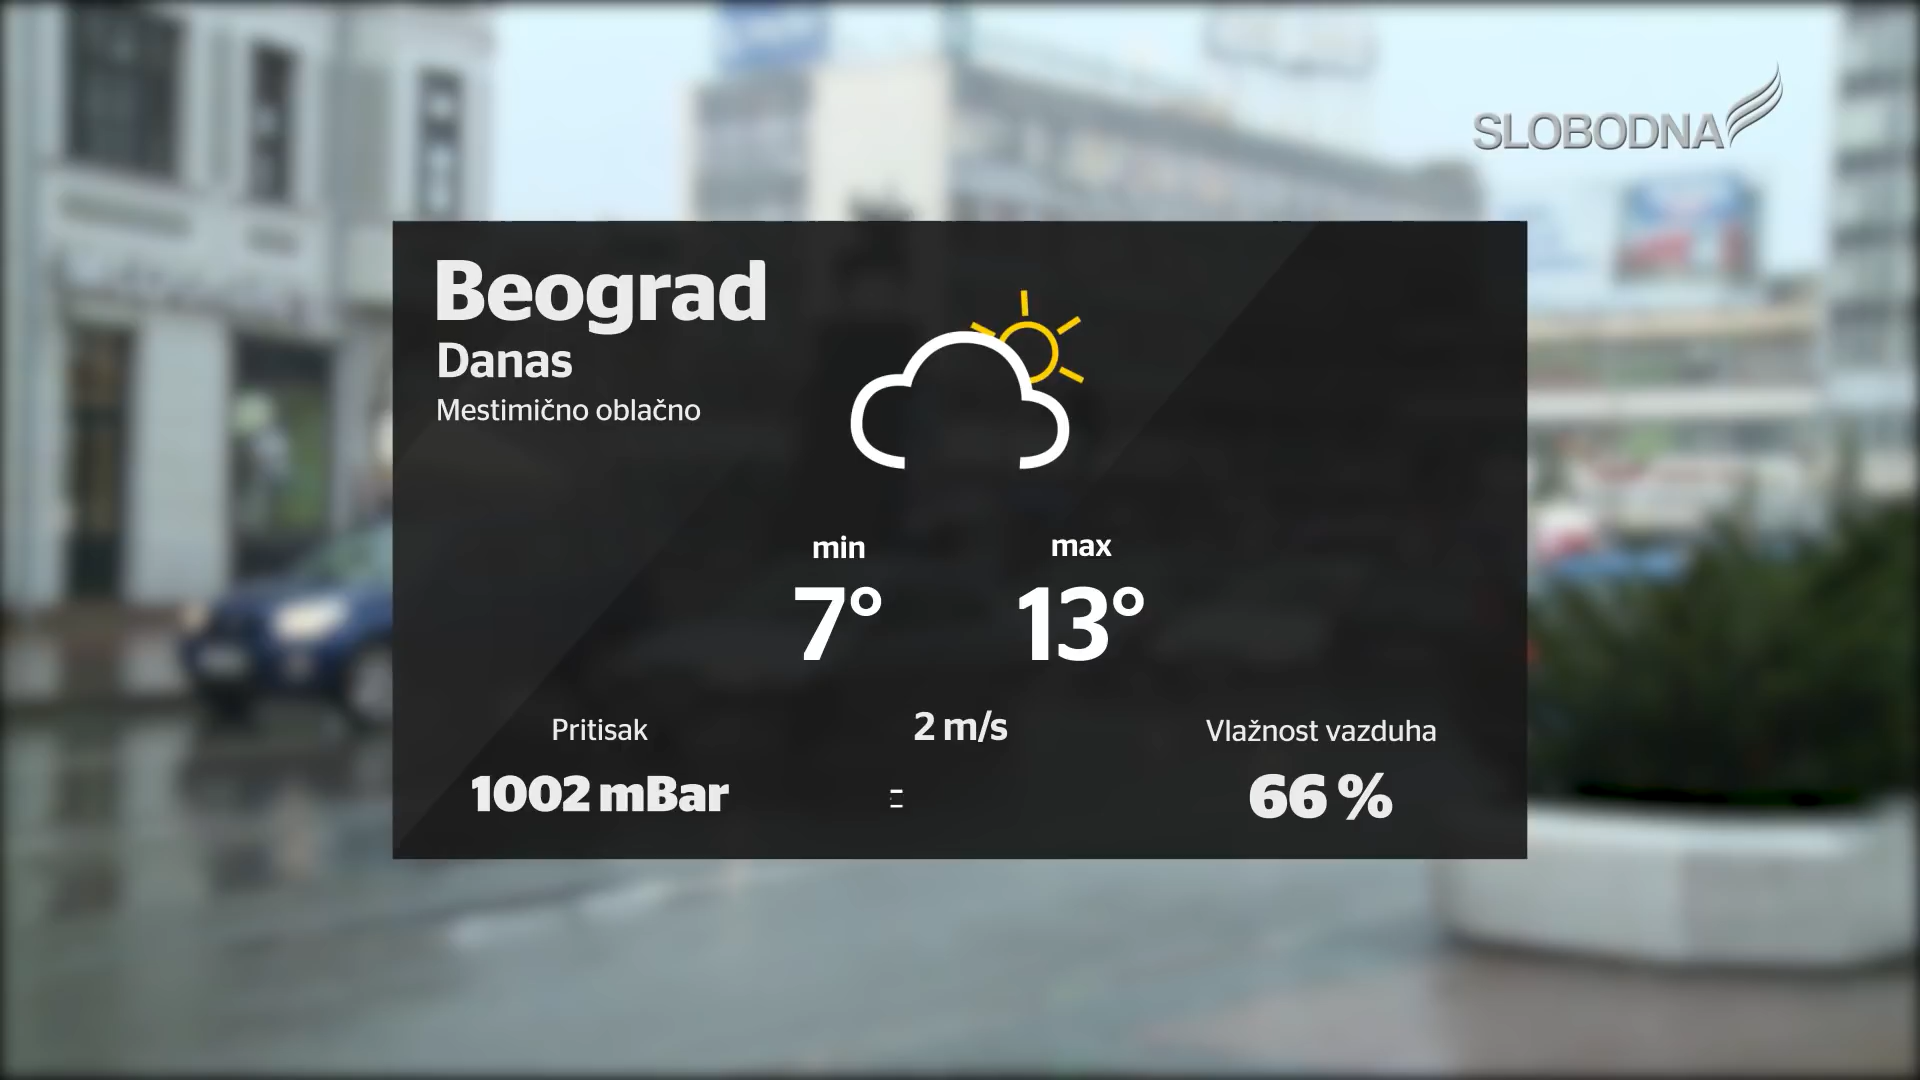 SLOBODNA
Beograd
Danas
Mestimično oblačno
min
max
7°
13°
Pritisak
2 m/s
Vlažnost vazduha
1002 mBar
66 %